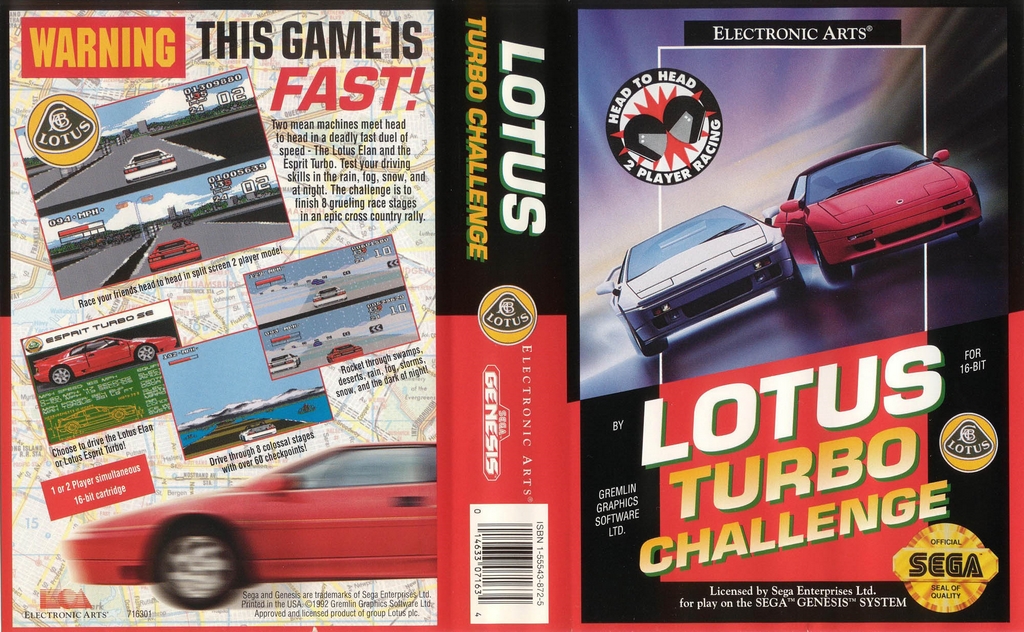 WARNING
THIS GAME IS
FAST!
LOTUS
Two mean machines meet head
to head in a deadly fast duel of
speed - The Lotus Elan and the
Esprit Turbo. Test your driving
skills in the rain, fog, snow, and
at night. The challenge is to
finish 8 grueling race stages
in an epic cross country rally.
Race your friends head to head in split screen 2 player mode!
ESPRIT TURBO SE
Choose to drive the Lotus Elan
or Lotus Esprit Turbo!
Drive through 8 colossal stages
with over 60 checkpoints!
Rocket through swamps,
deserts, rain, fog, storms,
snow, and the dark of night!
1 or 2 Player simultaneous
16-bit cartridge
Sega and Genesis are trademarks of Sega Enterprises Ltd.
Printed in the USA. ©1992 Gremlin Graphics Software Ltd.
Approved and licensed product of group Lotus plc.
ELECTRONIC ARTS®
716301
LOTUS
TURBO CHALLENGE
LOTUS
ELECTRONIC ARTS®
SEGA
GENESIS
ISBN 1-55543-872-5
0 14633 07163 4
ELECTRONIC ARTS®
HEAD TO HEAD
2 PLAYER RACING
FOR
16-BIT
BY
LOTUS
TURBO
CHALLENGE
LOTUS
GREMLIN
GRAPHICS
SOFTWARE
LTD.
OFFICIAL
SEGA
SEAL OF
QUALITY
Licensed by Sega Enterprises Ltd.
for play on the SEGA™ GENESIS™ SYSTEM